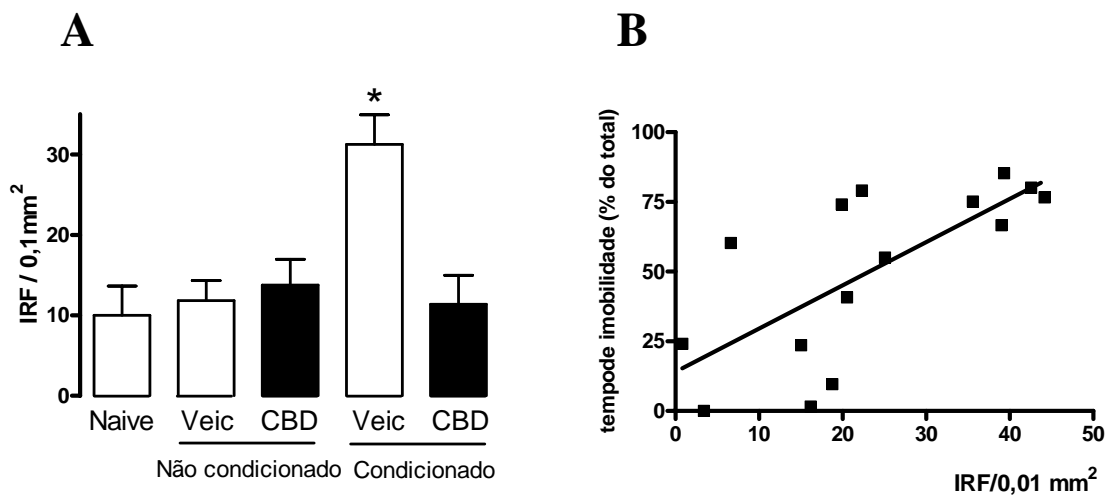 A
IRF / 0,1mm²
30
20
10
0
*
Naive
Veic
CBD
Veic
CBD
Não condicionado
Condicionado
B
tempode imobilidade (% do total)
100
75
50
25
0
0
10
20
30
40
50
IRF/0,01 mm²